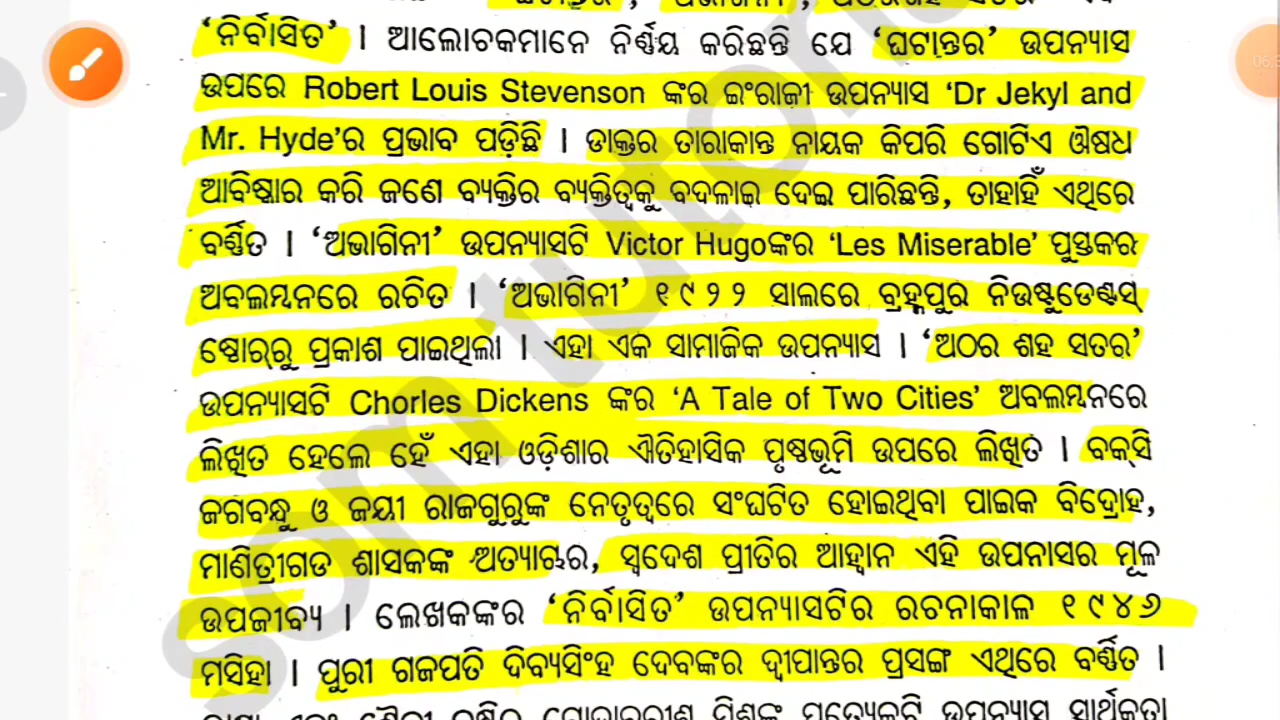 ‘ନିର୍ବାସିତ’ । ଆଲୋଚକମାନେ ନିର୍ଣ୍ଣୟ କରିଛନ୍ତି ଯେ ‘ଘଟାନ୍ତର’ ଉପନ୍ୟାସ
ଉପରେ Robert Louis Stevenson ଙ୍କର ଇଂରାଜୀ ଉପନ୍ୟାସ ‘Dr Jekyl and
Mr. Hyde’ର ପ୍ରଭାବ ପଡ଼ିଛି । ଡାକ୍ତର ତାରାକାନ୍ତ ନାୟକ କିପରି ଗୋଟିଏ ଔଷଧ
ଆବିଷ୍କାର କରି ଜଣେ ବ୍ୟକ୍ତିର ବ୍ୟକ୍ତିତ୍ୱକୁ ବଦଳାଇ ଦେଇ ପାରିଛନ୍ତି, ତାହାହିଁ ଏଥିରେ
ବର୍ଣ୍ଣିତ । ‘ଅଭାଗିନୀ’ ଉପନ୍ୟାସଟି Victor Hugoଙ୍କର ‘Les Miserable’ ପୁସ୍ତକର
ଅବଲମ୍ବନରେ ରଚିତ । ‘ଅଭାଗିନୀ’ ୧୯୨୨ ସାଲରେ ବ୍ରହ୍ମପୁର ନିଉଷ୍ଟୁଡେଣ୍ଟସ୍
ଷ୍ଟୋର୍‌ରୁ ପ୍ରକାଶ ପାଇଥିଲା । ଏହା ଏକ ସାମାଜିକ ଉପନ୍ୟାସ । ‘ଅଠର ଶହ ସତର’
ଉପନ୍ୟାସଟି Chorles Dickens ଙ୍କର ‘A Tale of Two Cities’ ଅବଲମ୍ବନରେ
ଲିଖିତ ହେଲେ ହେଁ ଏହା ଓଡ଼ିଶାର ଐତିହାସିକ ପୃଷ୍ଠଭୂମି ଉପରେ ଲିଖିତ । ବକ୍‌ସି
ଜଗବନ୍ଧୁ ଓ ଜୟୀ ରାଜଗୁରୁଙ୍କ ନେତୃତ୍ୱରେ ସଂଘଟିତ ହୋଇଥିବା ପାଇକ ବିଦ୍ରୋହ,
ମାଣିତ୍ରୀଗଡ ଶାସକଙ୍କ ଅତ୍ୟାଚାର, ସ୍ୱଦେଶ ପ୍ରୀତିର ଆହ୍ୱାନ ଏହି ଉପନାସର ମୂଳ
ଉପଜୀବ୍ୟ । ଲେଖକଙ୍କର ‘ନିର୍ବାସିତ’ ଉପନ୍ୟାସଟିର ରଚନାକାଳ ୧୯୪୬
ମସିହା । ପୁରୀ ଗଜପତି ଦିବ୍ୟସିଂହ ଦେବଙ୍କର ଦ୍ୱୀପାନ୍ତର ପ୍ରସଙ୍ଗ ଏଥିରେ ବର୍ଣ୍ଣିତ ।
som tutor